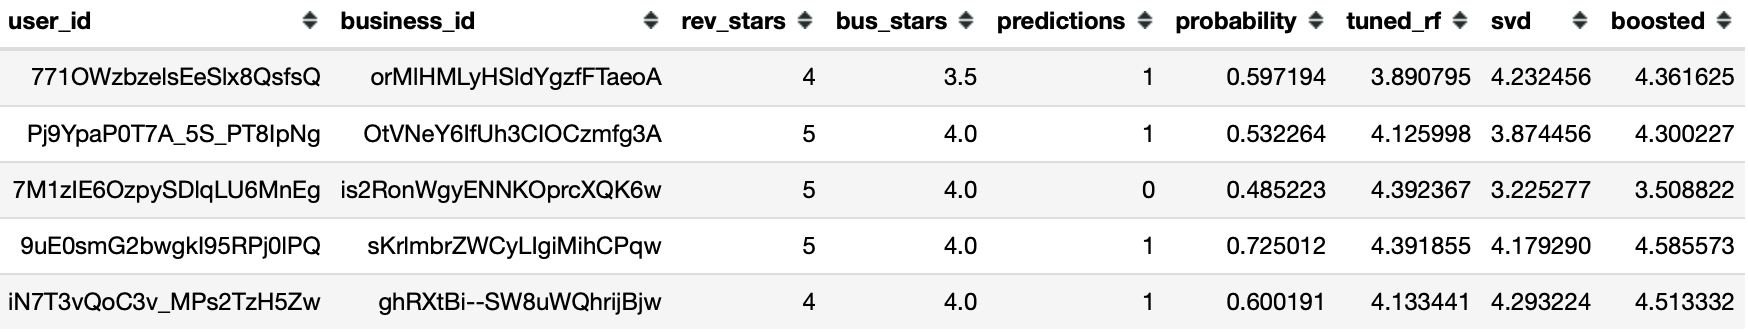 user_id business_id rev_stars bus_stars predictions probability tuned_rf svd boosted
771OWzbzelsEeSlx8QsfsQ orMlHMLyHSldYgzfFTaeoA 4 3.5 1 0.597194 3.890795 4.232456 4.361625
Pj9YpaP0T7A_5S_PT8IpNg OtVNeY6IfUh3CIOCzmfg3A 5 4.0 1 0.532264 4.125998 3.874456 4.300227
7M1zIE6OzpySDlqLU6MnEg is2RonWgyENNKOprcXQK6w 5 4.0 0 0.485223 4.392367 3.225277 3.508822
9uE0smG2bwgkl95RPj0lPQ sKrlmbrZWCyLIgiMihCPqw 5 4.0 1 0.725012 4.391855 4.179290 4.585573
iN7T3vQoC3v_MPs2TzH5Zw ghRXtBi--SW8uWQhrijBjw 4 4.0 1 0.600191 4.133441 4.293224 4.513332